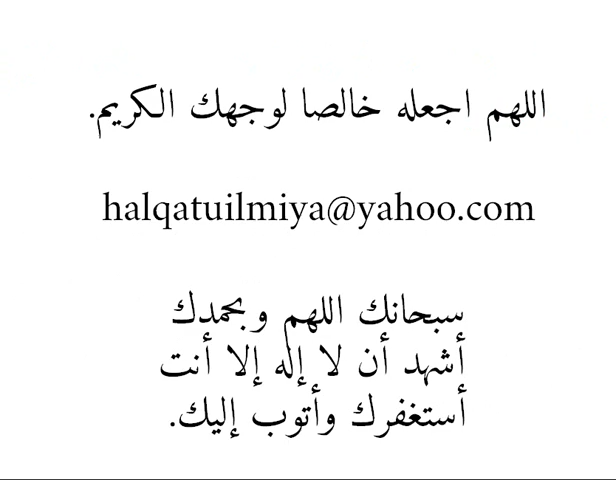 اللهم اجعله خالصا لوجهك الكريم.
halqatuilmiya@yahoo.com
سبحانك اللهم وبحمدك
أشهد أن لا إله إلا أنت
أستغفرك وأتوب إليك.